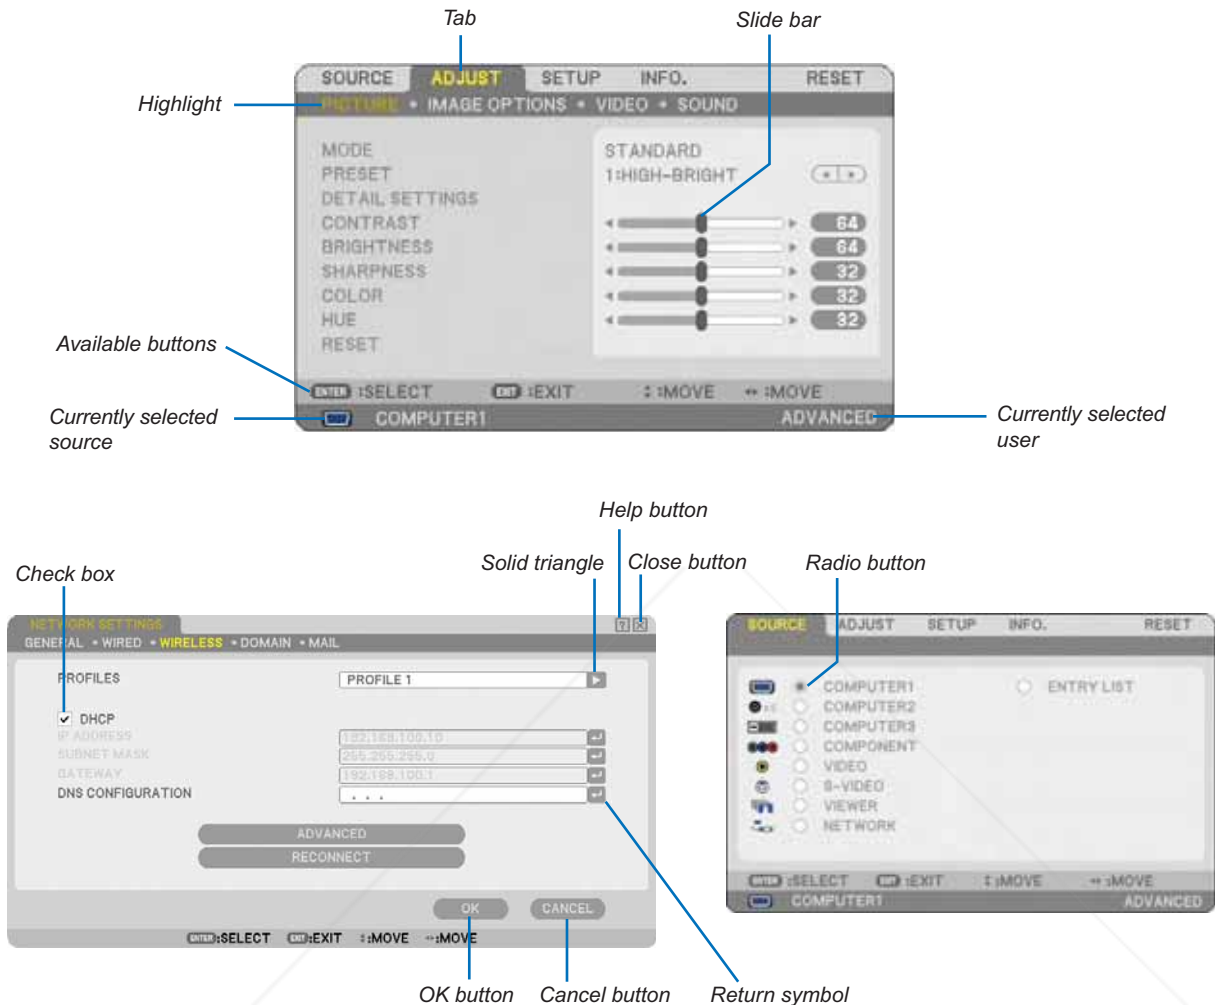 Tab
Slide bar
SOURCE ADJUST SETUP INFO. RESET
Highlight
PICTURE • IMAGE OPTIONS • VIDEO • SOUND
MODE STANDARD
PRESET 1:HIGH-BRIGHT
DETAIL SETTINGS
CONTRAST 64
BRIGHTNESS 64
SHARPNESS 32
COLOR 32
HUE 32
RESET
Available buttons
ENTER :SELECT EXIT :EXIT ↕ :MOVE ↔ :MOVE
Currently selected
source
COMPUTER1 ADVANCED
Currently selected
user
Help button
Check box
Solid triangle
Close button
Radio button
NETWORK SETTINGS ?
GENERAL • WIRED • WIRELESS • DOMAIN • MAIL
PROFILES PROFILE 1
DHCP
IP ADDRESS 192.168.100.10
SUBNET MASK 255.255.255.0
GATEWAY 192.168.100.1
DNS CONFIGURATION . . .
ADVANCED
RECONNECT
OK CANCEL
ENTER:SELECT EXIT:EXIT ↕:MOVE ↔:MOVE
OK button
Cancel button
Return symbol
SOURCE ADJUST SETUP INFO. RESET
COMPUTER1 ENTRY LIST
COMPUTER2
COMPUTER3
COMPONENT
VIDEO
S-VIDEO
VIEWER
NETWORK
ENTER :SELECT EXIT :EXIT ↕ :MOVE ↔ :MOVE
COMPUTER1 ADVANCED